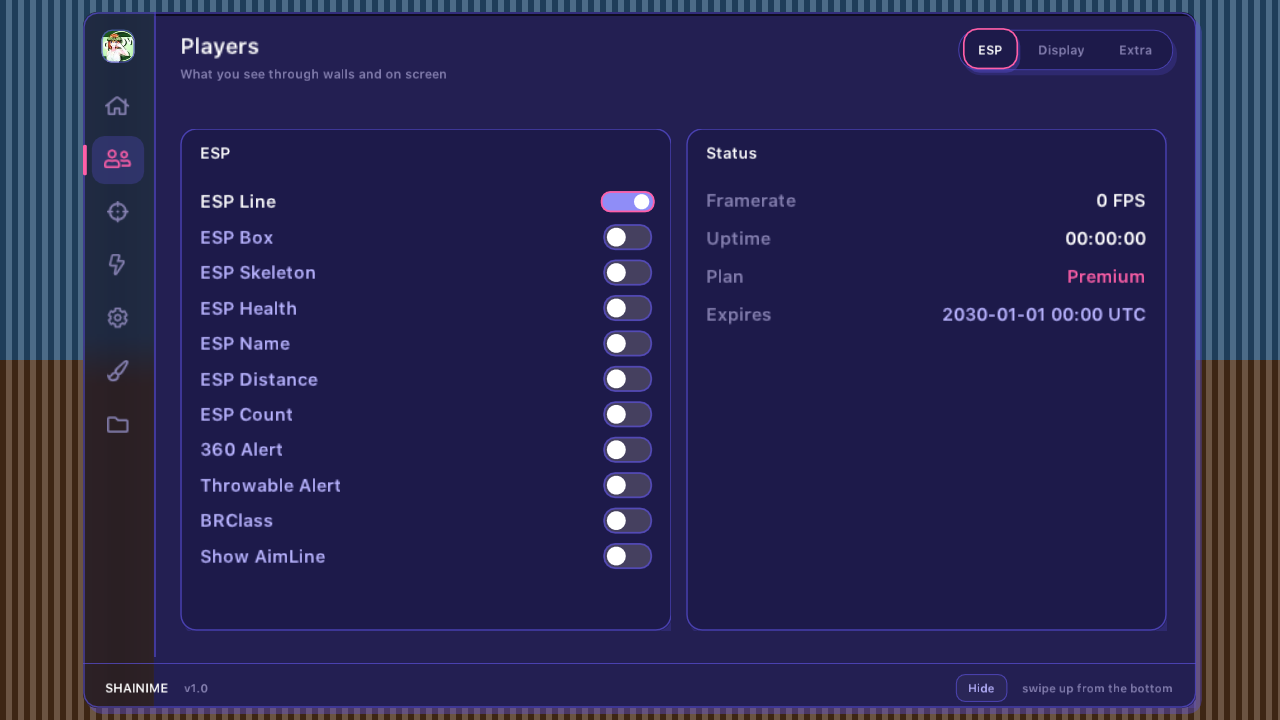 Players
What you see through walls and on screen
ESP
Display
Extra
ESP
ESP Line
ESP Box
ESP Skeleton
ESP Health
ESP Name
ESP Distance
ESP Count
360 Alert
Throwable Alert
BRClass
Show AimLine
Status
Framerate 0 FPS
Uptime 00:00:00
Plan Premium
Expires 2030-01-01 00:00 UTC
SHAINIME v1.0
Hide swipe up from the bottom